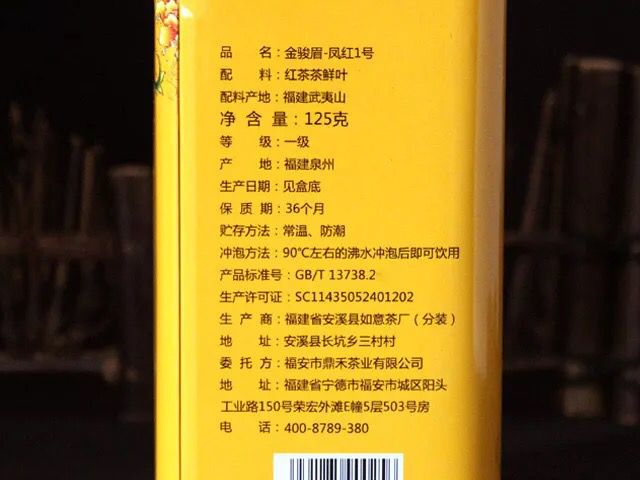 品 名：金骏眉-凤红1号
配 料：红茶茶鲜叶
配料产地：福建武夷山
净 含 量：125克
等 级：一级
产 地：福建泉州
生产日期：见盒底
保 质 期：36个月
贮存方法：常温、防潮
冲泡方法：90℃左右的沸水冲泡后即可饮用
产品标准号：GB/T 13738.2
生产许可证：SC11435052401202
生 产 商：福建省安溪县如意茶厂（分装）
地 址：安溪县长坑乡三村村
委 托 方：福安市鼎禾茶业有限公司
地 址：福建省宁德市福安市城区阳头
工业路150号荣宏外滩E幢5层503号房
电 话：400-8789-380